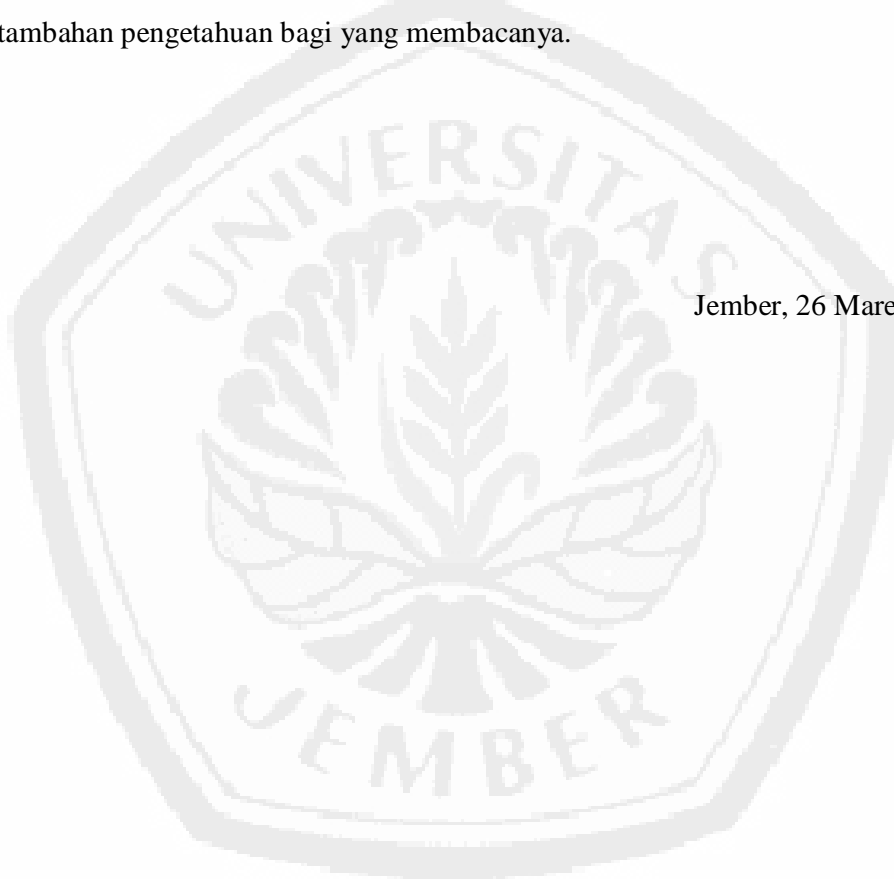 tambahan pengetahuan bagi yang membacanya.
UNIVERSITAS
Jember, 26 Mare
JEMBER